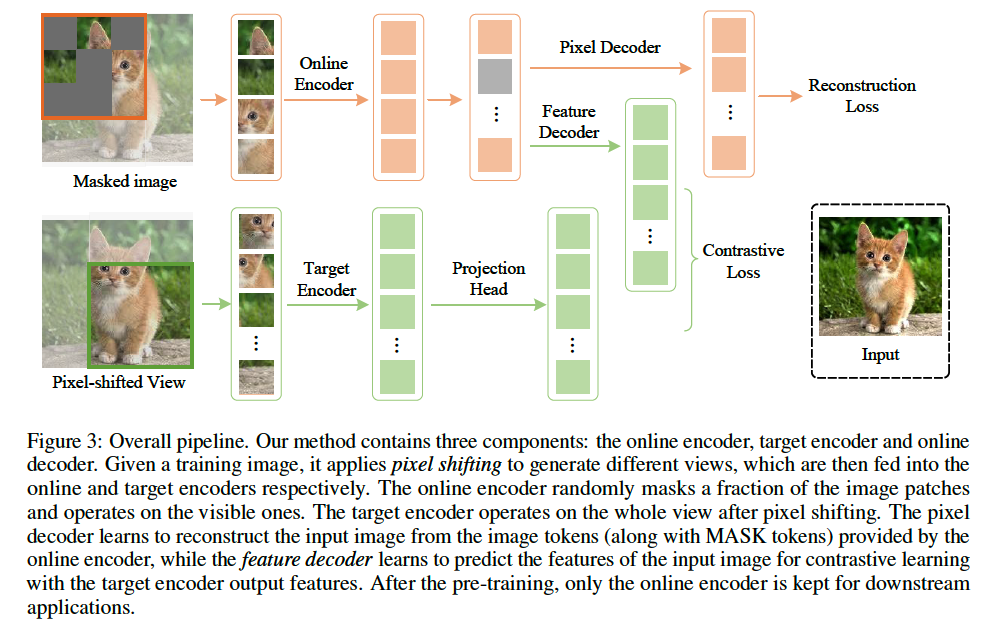 Masked image
Online
Encoder
Pixel Decoder
Feature
Decoder
Reconstruction
Loss
Pixel-shifted View
Target
Encoder
Projection
Head
Contrastive
Loss
Input
Figure 3: Overall pipeline. Our method contains three components: the online encoder, target encoder and online
decoder. Given a training image, it applies pixel shifting to generate different views, which are then fed into the
online and target encoders respectively. The online encoder randomly masks a fraction of the image patches
and operates on the visible ones. The target encoder operates on the whole view after pixel shifting. The pixel
decoder learns to reconstruct the input image from the image tokens (along with MASK tokens) provided by the
online encoder, while the feature decoder learns to predict the features of the input image for contrastive learning
with the target encoder output features. After the pre-training, only the online encoder is kept for downstream
applications.